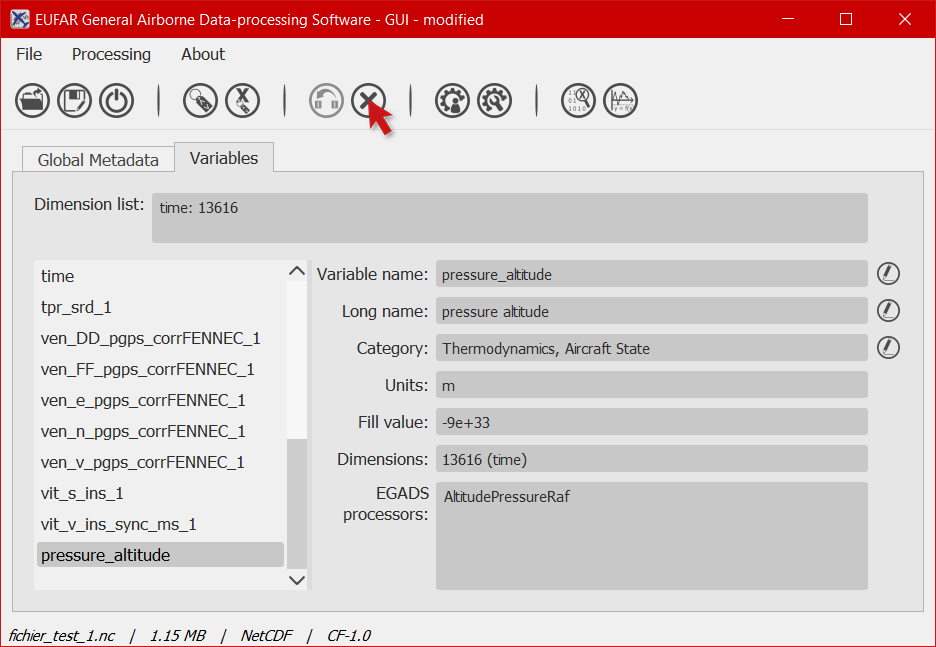 EUFAR General Airborne Data-processing Software - GUI - modified
File Processing About
Global Metadata Variables
Dimension list: time: 13616
time
tpr_srd_1
ven_DD_pgps_corrFENNEC_1
ven_FF_pgps_corrFENNEC_1
ven_e_pgps_corrFENNEC_1
ven_n_pgps_corrFENNEC_1
ven_v_pgps_corrFENNEC_1
vit_s_ins_1
vit_v_ins_sync_ms_1
pressure_altitude
Variable name: pressure_altitude
Long name: pressure altitude
Category: Thermodynamics, Aircraft State
Units: m
Fill value: -9e+33
Dimensions: 13616 (time)
EGADS AltitudePressureRaf
processors:
fichier_test_1.nc / 1.15 MB / NetCDF / CF-1.0